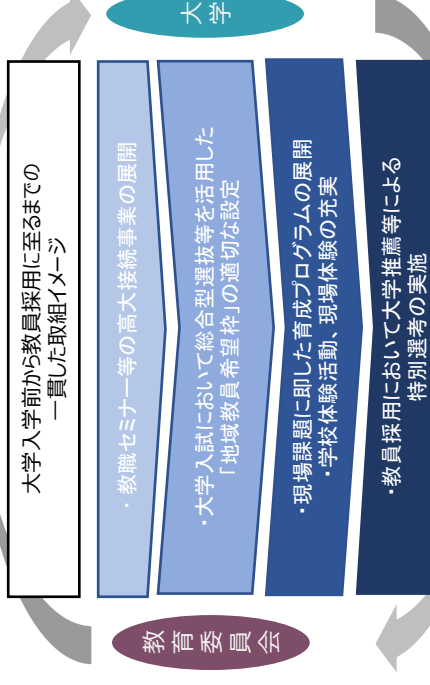 大学入学前から教員採用に至るまでの
一貫した取組イメージ
・教職セミナー等の高大接続事業の展開
・大学入試において総合型選抜等を活用した
「地域教員希望枠」の適切な設定
・現場課題に即した育成プログラムの展開
・学校体験活動、現場体験の充実
・教員採用において大学推薦等による
特別選考の実施
教育委員会
大学